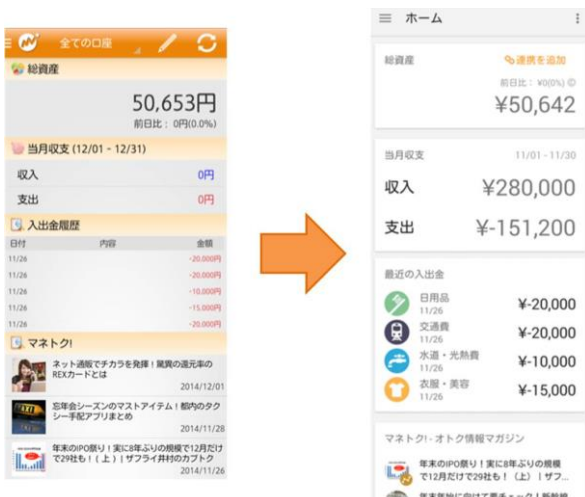 全ての口座
総資産
50,653円
前日比： 0円(0.0%)
当月収支 (12/01 - 12/31)
収入 0円
支出 0円
入出金履歴
日付 内容 金額
11/26 -20,000円
11/26 -20,000円
11/26 -10,000円
11/26 -15,000円
11/26 -20,000円
マネトク!
ネット通販でチカラを発揮！驚異の還元率の
REXカードとは
2014/12/01
忘年会シーズンのマストアイテム！都内のタク
シー手配アプリまとめ
2014/11/28
年末のIPO祭り！実に8年ぶりの規模で12月だけ
で29社も！( 上 ) | ザフライ井村のカブトク
2014/11/26
ホーム
総資産 連携を追加
前日比： ¥0(0%)
¥50,642
当月収支 11/01 - 11/30
収入 ¥280,000
支出 ¥-151,200
最近の入出金
日用品
11/26 ¥-20,000
交通費
11/26 ¥-20,000
水道・光熱費
11/26 ¥-10,000
衣服・美容
11/26 ¥-15,000
マネトク! - オトク情報マガジン
年末のIPO祭り！実に8年ぶりの規模
で12月だけで29社も！（上）｜ザフ...